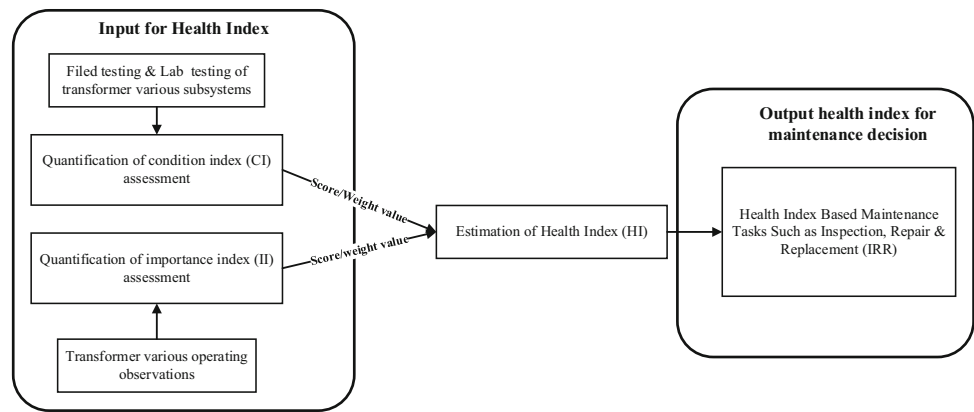 Input for Health Index
Filed testing & Lab testing of
transformer various subsystems
Quantification of condition index (CI)
assessment
Score/Weight value
Quantification of importance index (II)
assessment
Score/weight value
Transformer various operating
observations
Estimation of Health Index (HI)
Output health index for
maintenance decision
Health Index Based Maintenance
Tasks Such as Inspection, Repair &
Replacement (IRR)